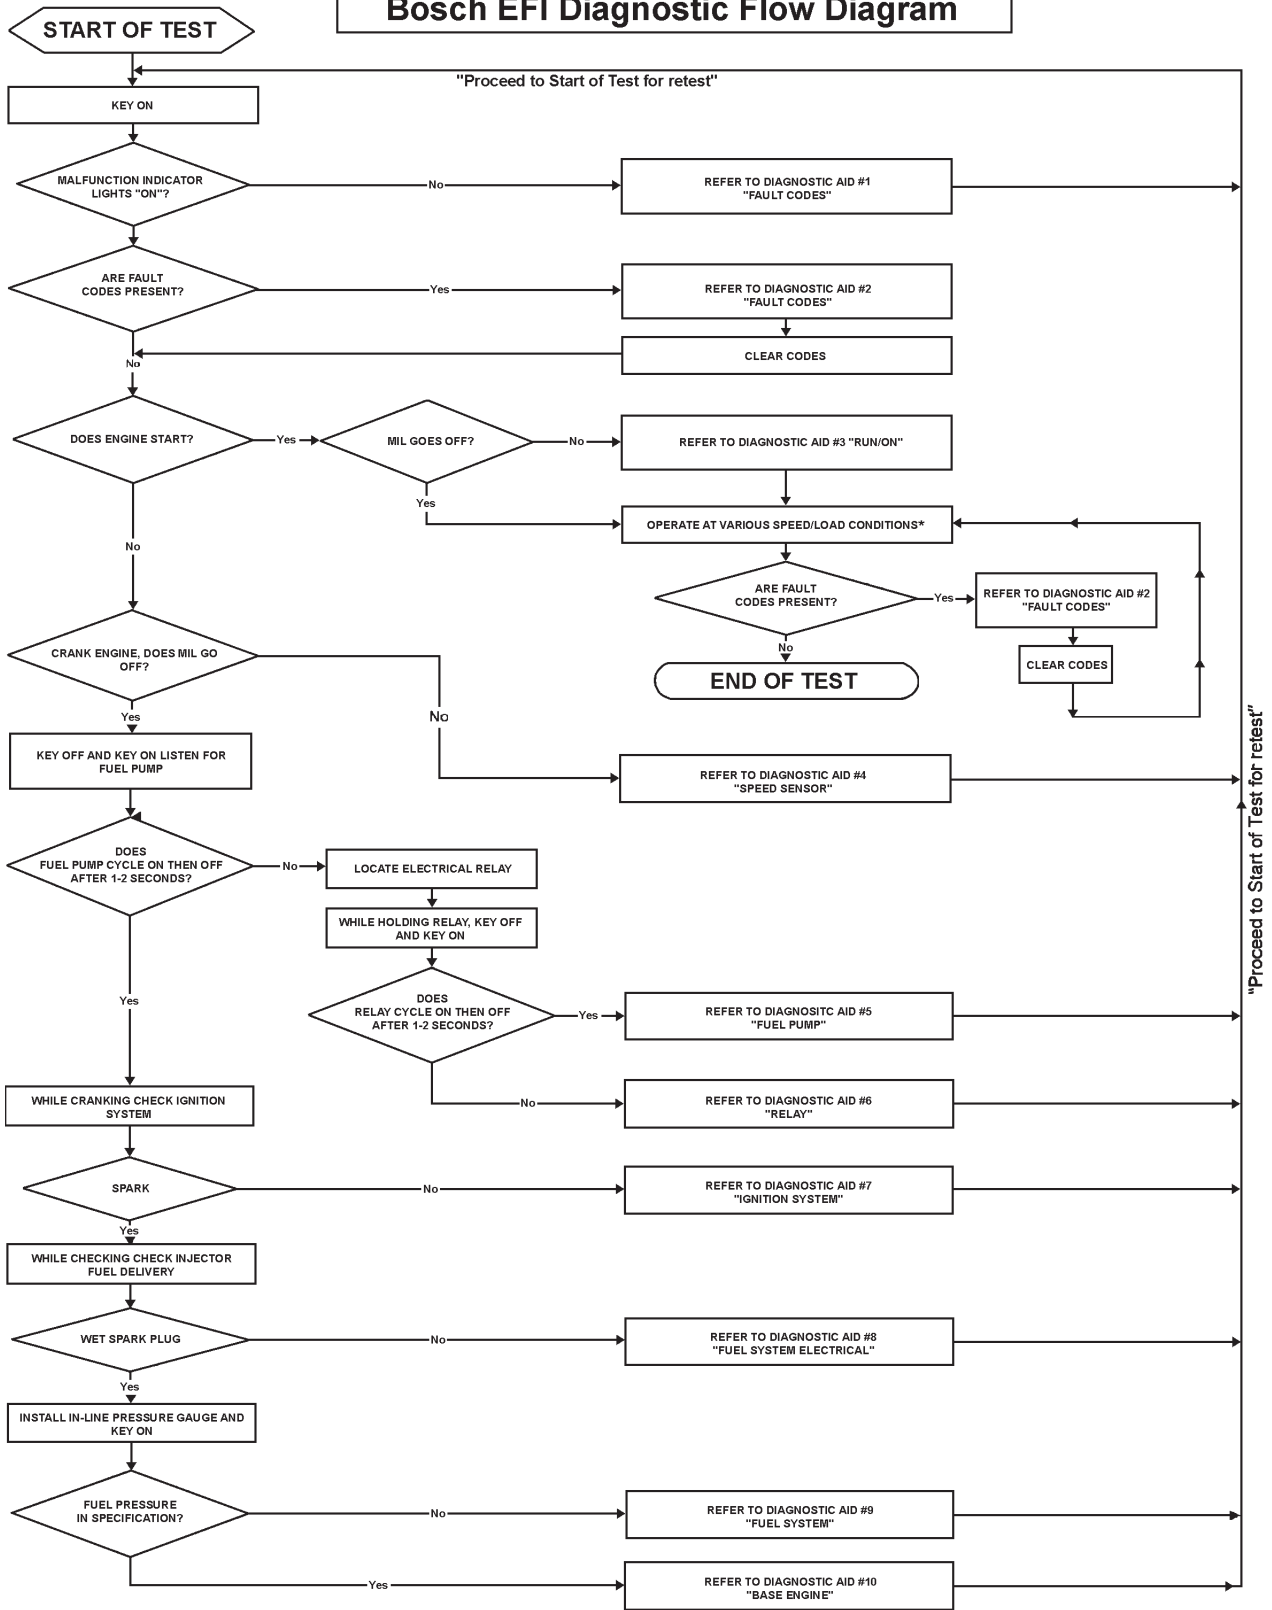 Bosch EFI Diagnostic Flow Diagram
START OF TEST
"Proceed to Start of Test for retest"
KEY ON
MALFUNCTION INDICATOR
LIGHTS "ON"?
No
REFER TO DIAGNOSTIC AID #1
"FAULT CODES"
ARE FAULT
CODES PRESENT?
Yes
REFER TO DIAGNOSTIC AID #2
"FAULT CODES"
CLEAR CODES
No
DOES ENGINE START?
Yes
MIL GOES OFF?
No
REFER TO DIAGNOSTIC AID #3 "RUN/ON"
Yes
OPERATE AT VARIOUS SPEED/LOAD CONDITIONS*
No
ARE FAULT
CODES PRESENT?
Yes
REFER TO DIAGNOSTIC AID #2
"FAULT CODES"
No
CLEAR CODES
END OF TEST
CRANK ENGINE, DOES MIL GO
OFF?
No
Yes
KEY OFF AND KEY ON LISTEN FOR
FUEL PUMP
REFER TO DIAGNOSTIC AID #4
"SPEED SENSOR"
"Proceed to Start of Test for retest"
DOES
FUEL PUMP CYCLE ON THEN OFF
AFTER 1-2 SECONDS?
No
LOCATE ELECTRICAL RELAY
WHILE HOLDING RELAY, KEY OFF
AND KEY ON
Yes
DOES
RELAY CYCLE ON THEN OFF
AFTER 1-2 SECONDS?
Yes
REFER TO DIAGNOSITC AID #5
"FUEL PUMP"
No
REFER TO DIAGNOSTIC AID #6
"RELAY"
WHILE CRANKING CHECK IGNITION
SYSTEM
SPARK
No
REFER TO DIAGNOSTIC AID #7
"IGNITION SYSTEM"
Yes
WHILE CHECKING CHECK INJECTOR
FUEL DELIVERY
WET SPARK PLUG
No
REFER TO DIAGNOSTIC AID #8
"FUEL SYSTEM ELECTRICAL"
Yes
INSTALL IN-LINE PRESSURE GAUGE AND
KEY ON
FUEL PRESSURE
IN SPECIFICATION?
No
REFER TO DIAGNOSTIC AID #9
"FUEL SYSTEM"
Yes
REFER TO DIAGNOSTIC AID #10
"BASE ENGINE"